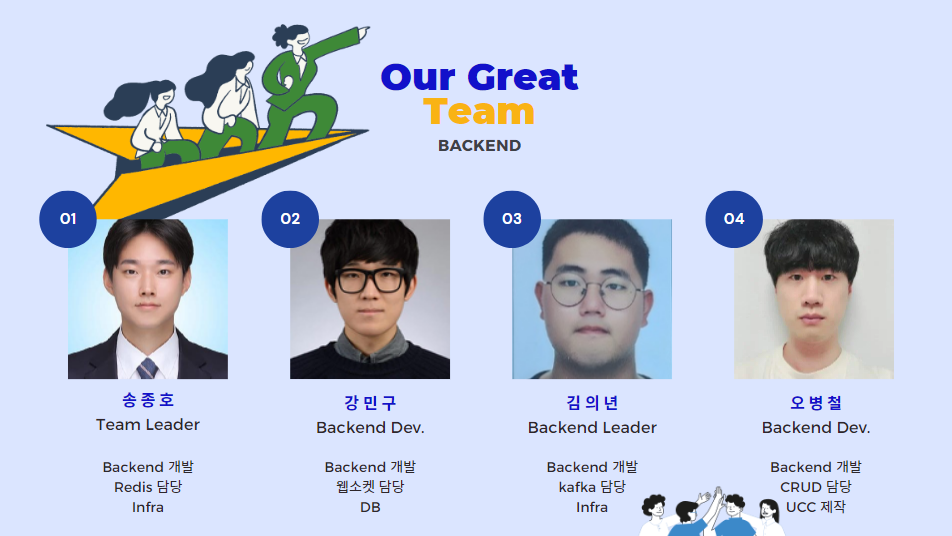 Our Great
Team
BACKEND
01
02
03
04
송종호
Team Leader
Backend 개발
Redis 담당
Infra
강민구
Backend Dev.
Backend 개발
웹소켓 담당
DB
김의년
Backend Leader
Backend 개발
kafka 담당
Infra
오병철
Backend Dev.
Backend 개발
CRUD 담당
UCC 제작